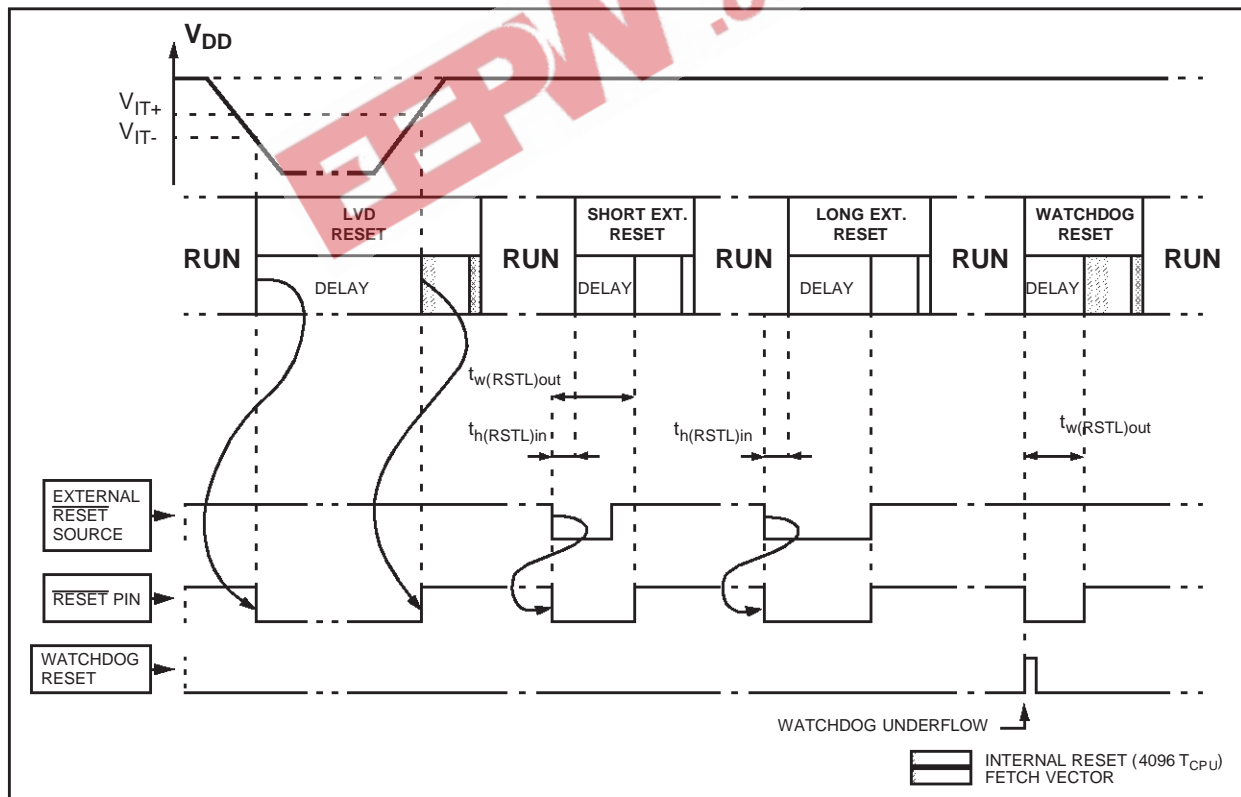 EEPW.c
VDD
VIT+
VIT-
LVD
RESET
SHORT EXT.
RESET
LONG EXT.
RESET
WATCHDOG
RESET
RUN
RUN
RUN
RUN
RUN
DELAY
DELAY
DELAY
DELAY
tw(RSTL)out
th(RSTL)in
th(RSTL)in
tw(RSTL)out
EXTERNAL
RESET
SOURCE
RESET PIN
WATCHDOG
RESET
WATCHDOG UNDERFLOW
INTERNAL RESET (4096 TCPU)
FETCH VECTOR